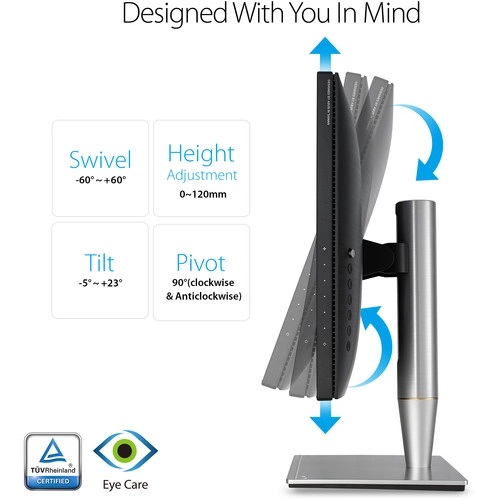 Designed With You In Mind
Swivel
-60° ~ +60°
Height
Adjustment
0~120mm
Tilt
-5° ~ +23°
Pivot
90°(clockwise
& Anticlockwise)
TÜVRheinland
CERTIFIED
Eye Care